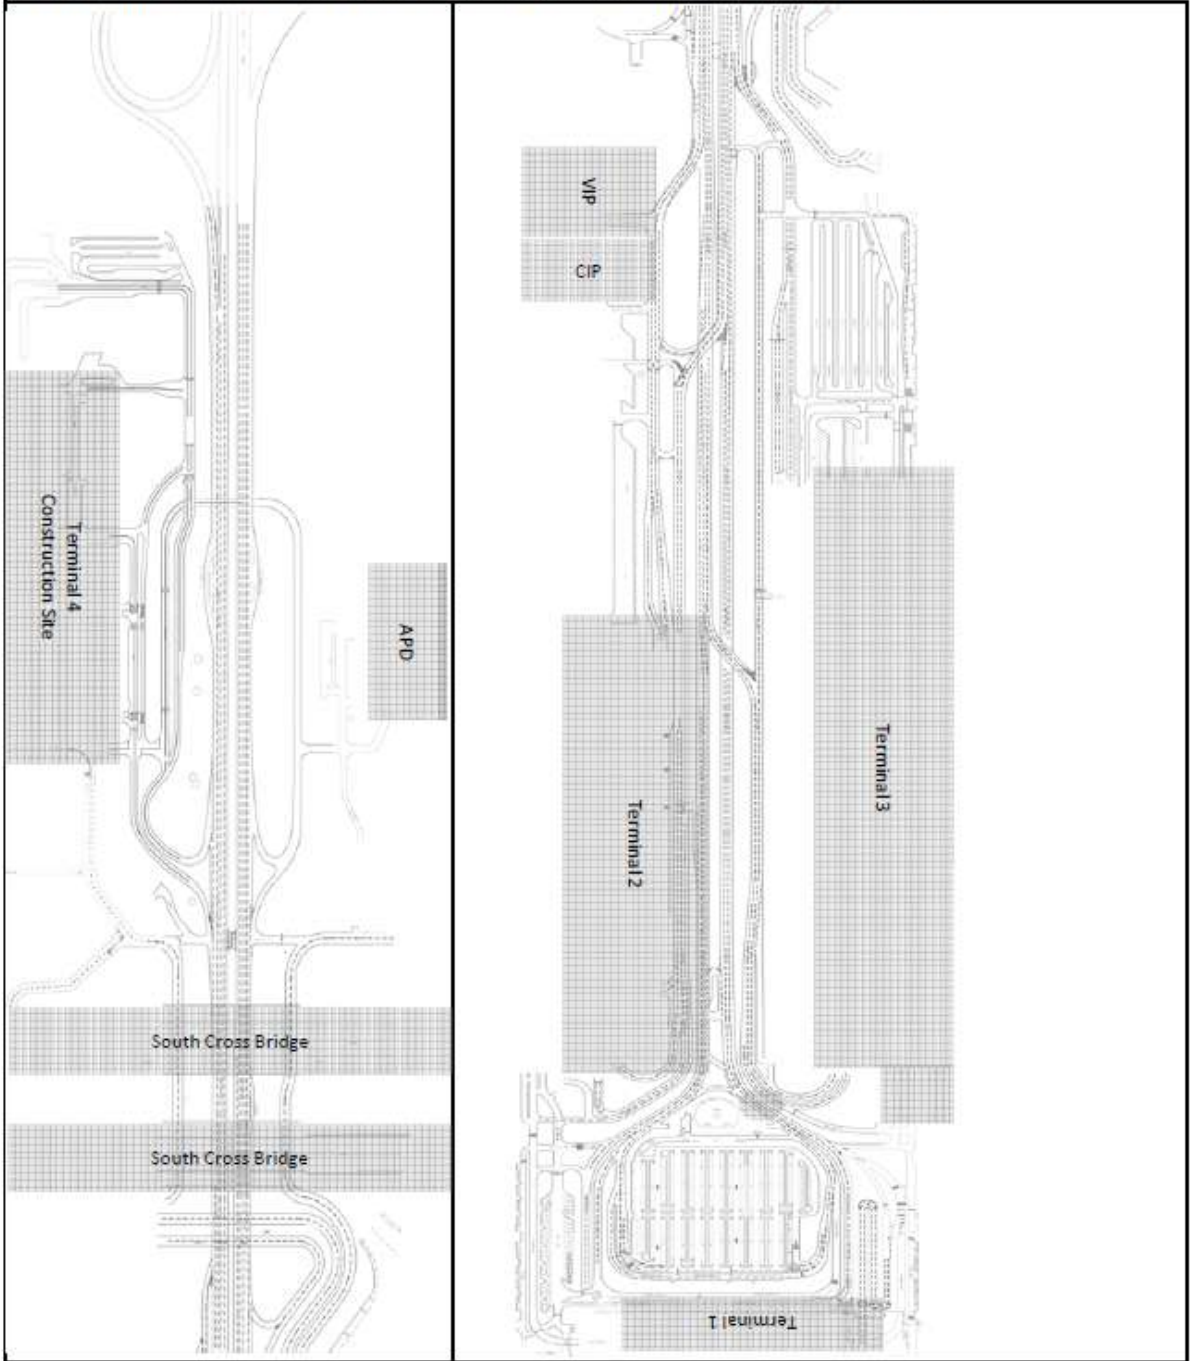 Terminal 4
Construction Site
APD
South Cross Bridge
South Cross Bridge
VIP
CIP
Terminal 3
Terminal 2
Terminal 1